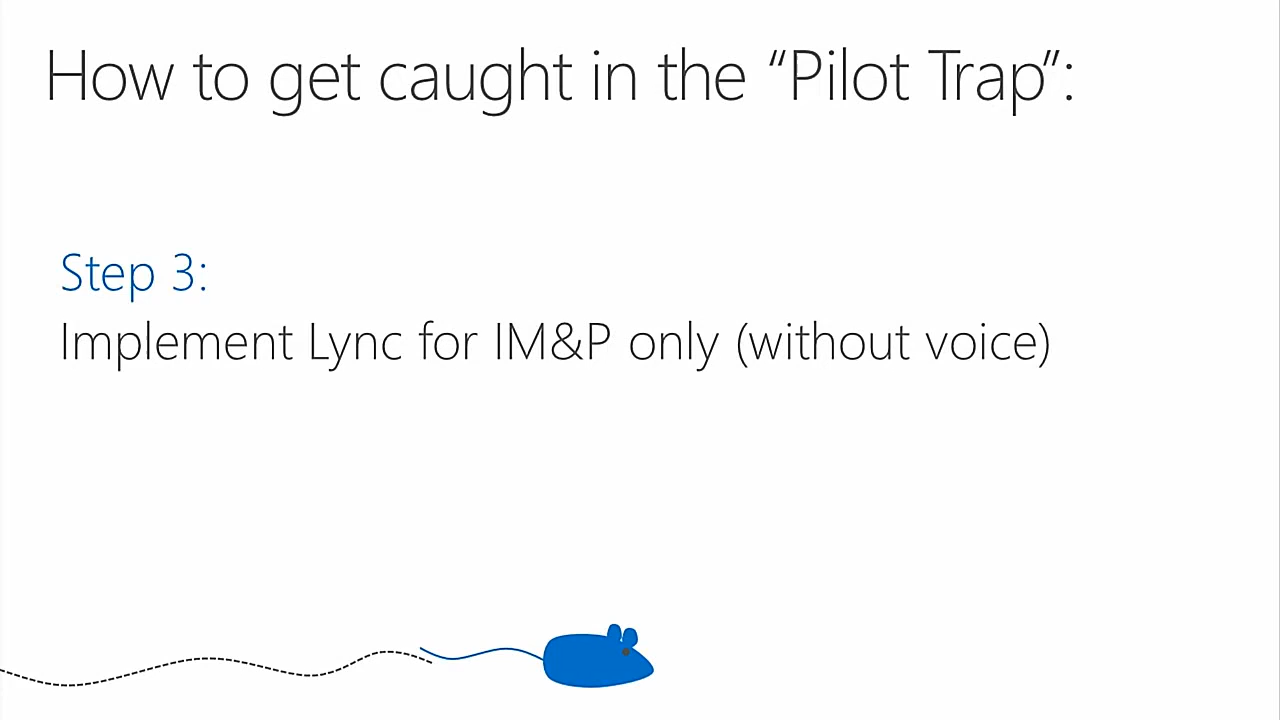 How to get caught in the “Pilot Trap”:
Step 3:
Implement Lync for IM&P only (without voice)